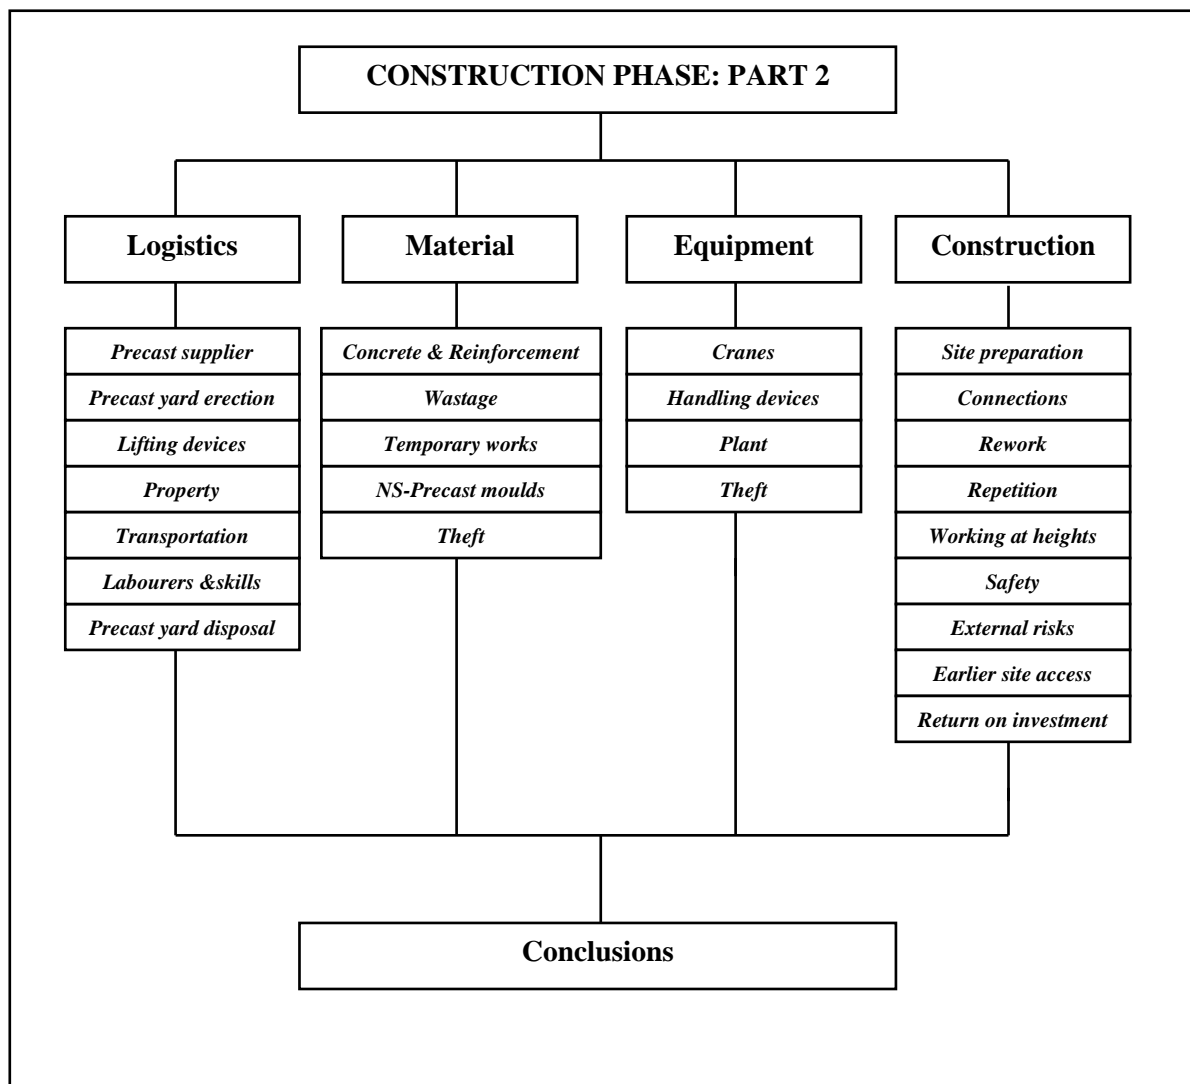 CONSTRUCTION PHASE: PART 2
Logistics
Precast supplier
Precast yard erection
Lifting devices
Property
Transportation
Labourers &skills
Precast yard disposal
Material
Concrete & Reinforcement
Wastage
Temporary works
NS-Precast moulds
Theft
Equipment
Cranes
Handling devices
Plant
Theft
Construction
Site preparation
Connections
Rework
Repetition
Working at heights
Safety
External risks
Earlier site access
Return on investment
Conclusions